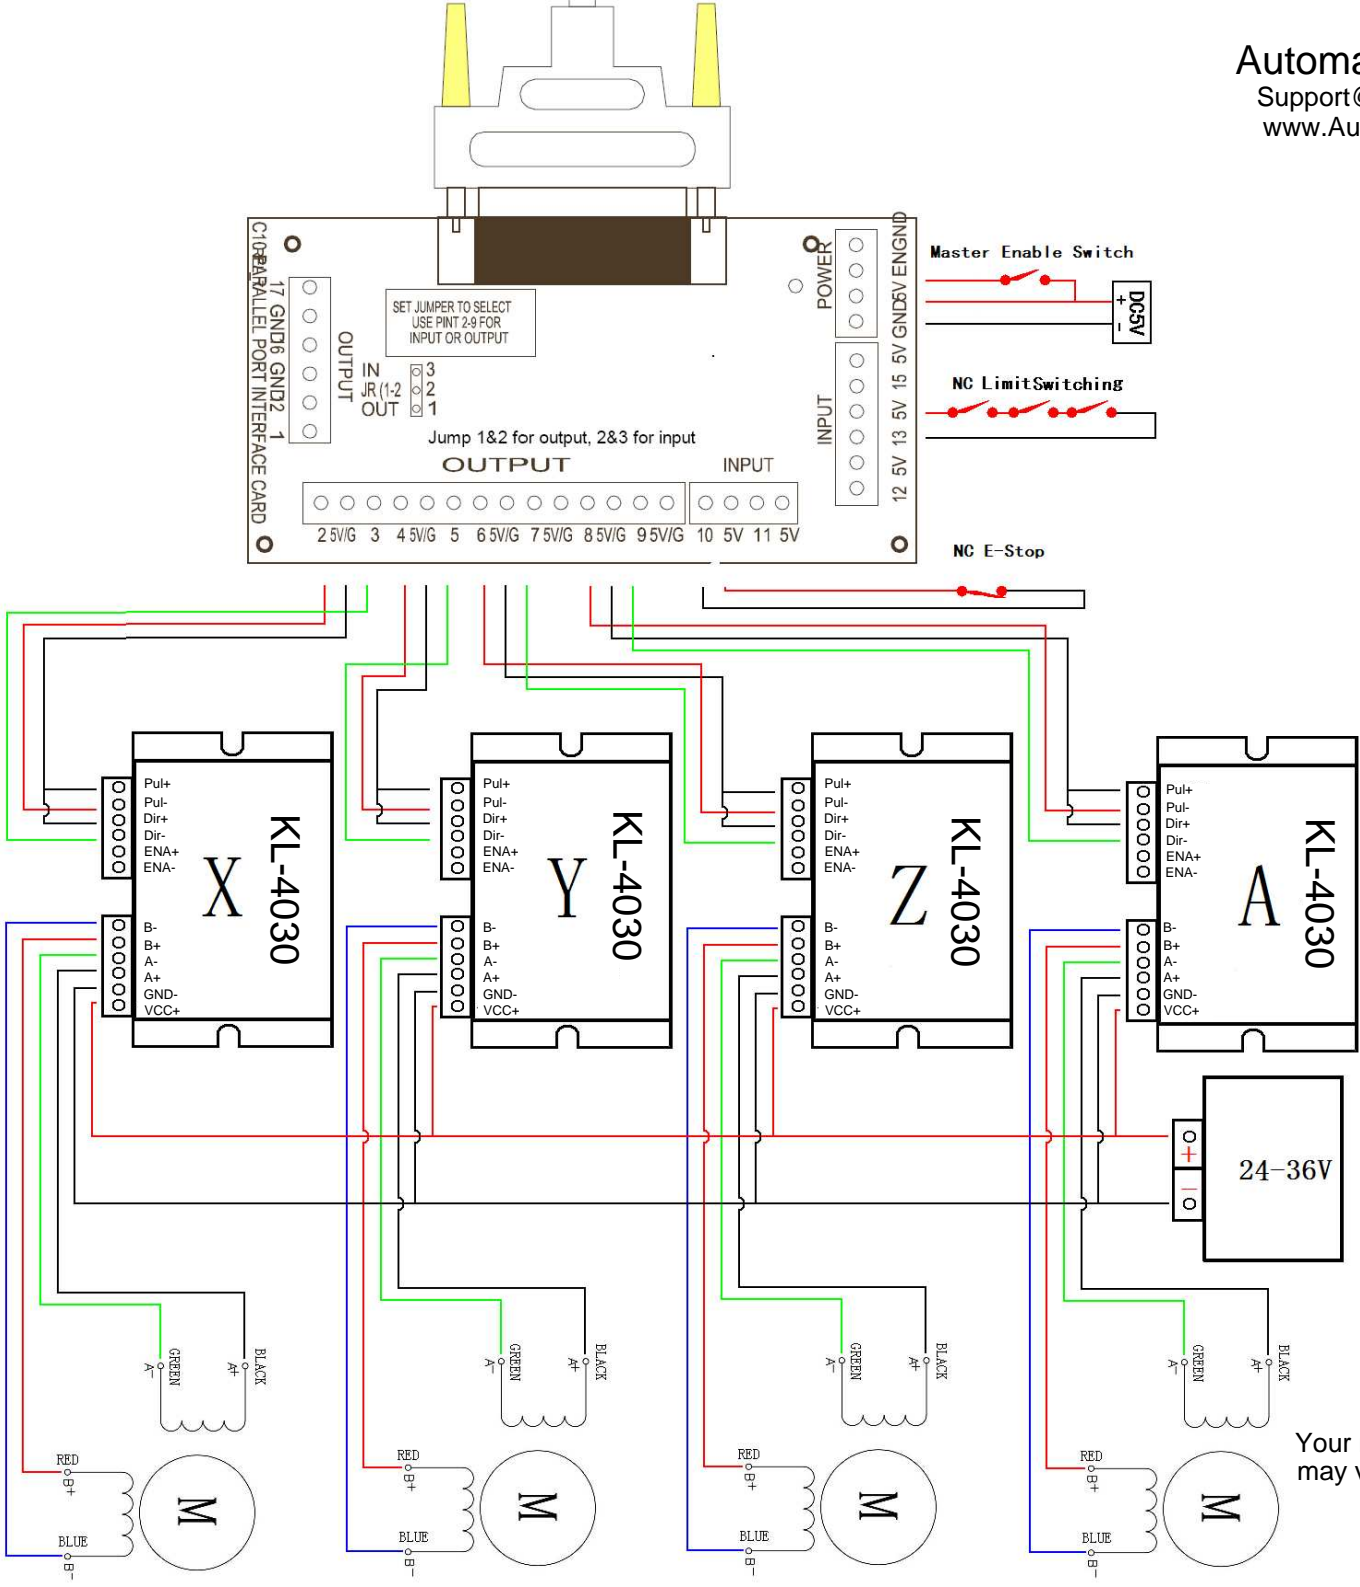 Automa
Support@
www.Au
C10
PARALLEL PORT INTERFACE CARD
17 GND 16 GND 12 1
OUTPUT
SET JUMPER TO SELECT
USE PINT 2-9 FOR
INPUT OR OUTPUT
IN 3
JR (1-2 2
OUT 1
Jump 1&2 for output, 2&3 for input
OUTPUT
INPUT
2 5V/G 3 4 5V/G 5 6 5V/G 7 5V/G 8 5V/G 9 5V/G 10 5V 11 5V
POWER
GND 5V EN GND
INPUT
12 5V 13 5V 15 5V
Master Enable Switch
+ -
DC5V
NC LimitSwitching
NC E-Stop
Pul+
Pul-
Dir+
Dir-
ENA+
ENA-
X
KL-4030
B-
B+
A-
A+
GND-
VCC+
Pul+
Pul-
Dir+
Dir-
ENA+
ENA-
Y
KL-4030
B-
B+
A-
A+
GND-
VCC+
Pul+
Pul-
Dir+
Dir-
ENA+
ENA-
Z
KL-4030
B-
B+
A-
A+
GND-
VCC+
Pul+
Pul-
Dir+
Dir-
ENA+
ENA-
A
KL-4030
B-
B+
A-
A+
GND-
VCC+
+
-
24-36V
A- GREEN A+ BLACK
RED
B+
BLUE
B-
M
A- GREEN A+ BLACK
RED
B+
BLUE
B-
M
A- GREEN A+ BLACK
RED
B+
BLUE
B-
M
A- GREEN A+ BLACK
RED
B+
BLUE
B-
M
Your
may v